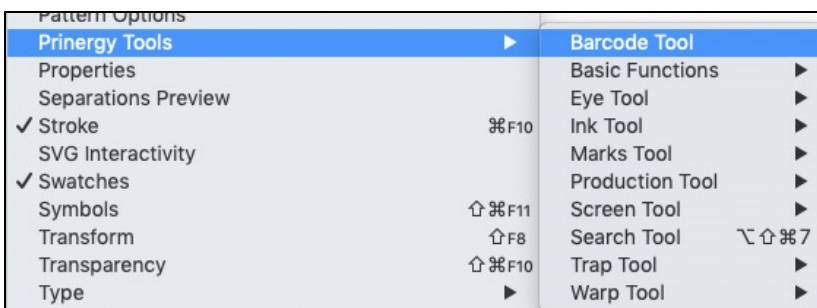 Pattern Options
Prinergy Tools ▶
Properties
Separations Preview
✓ Stroke ⌘F10
SVG Interactivity
✓ Swatches
Symbols ⇧⌘F11
Transform ⇧F8
Transparency ⇧⌘F10
Type ▶
Barcode Tool
Basic Functions ▶
Eye Tool ▶
Ink Tool ▶
Marks Tool ▶
Production Tool ▶
Screen Tool ▶
Search Tool ⌥⇧⌘7
Trap Tool ▶
Warp Tool ▶